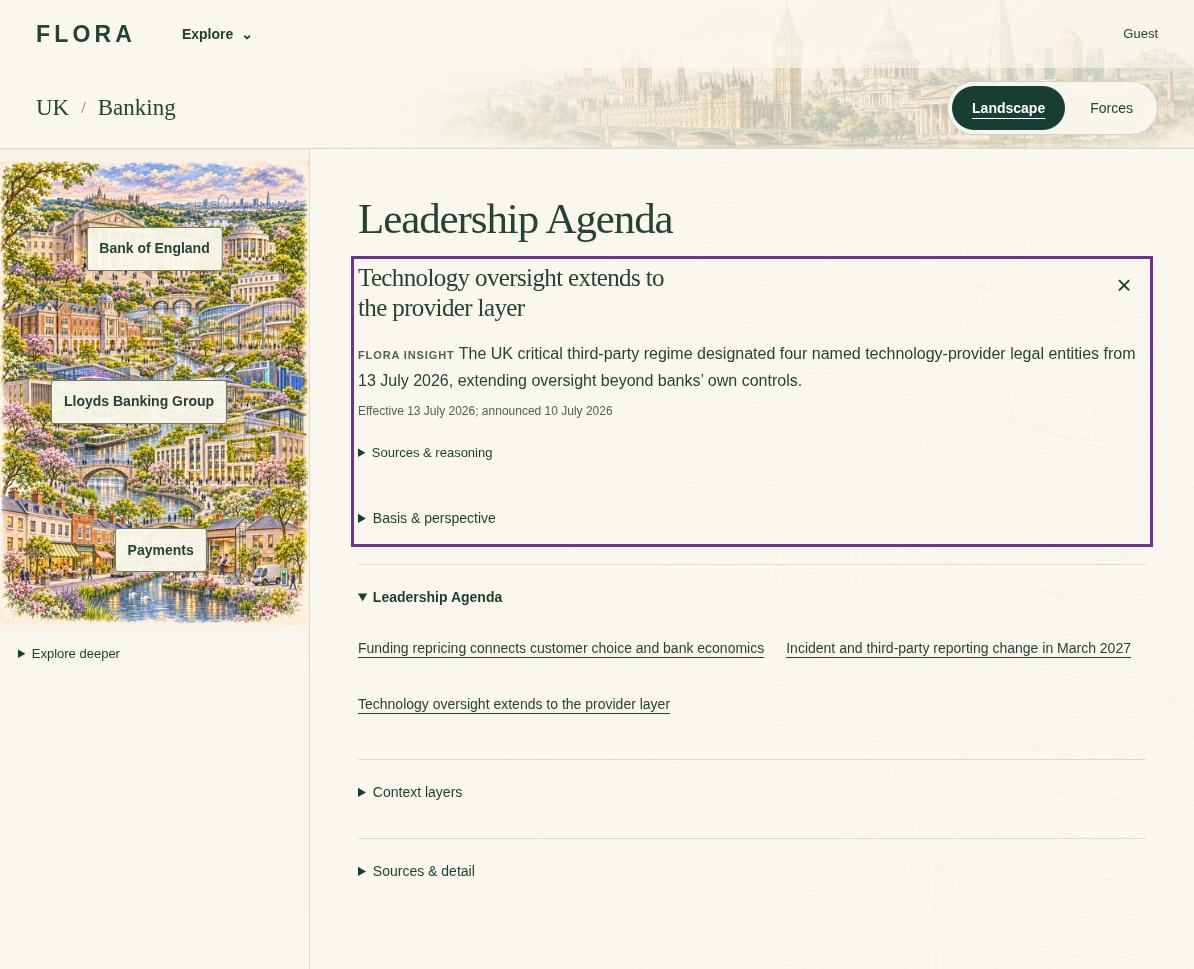 FLORA
Explore
Guest
UK / Banking
Landscape
Forces
Bank of England
Lloyds Banking Group
Payments
Explore deeper
Leadership Agenda
Technology oversight extends to
the provider layer
FLORA INSIGHT The UK critical third-party regime designated four named technology-provider legal entities from
13 July 2026, extending oversight beyond banks’ own controls.
Effective 13 July 2026; announced 10 July 2026
Sources & reasoning
Basis & perspective
Leadership Agenda
Funding repricing connects customer choice and bank economics
Incident and third-party reporting change in March 2027
Technology oversight extends to the provider layer
Context layers
Sources & detail